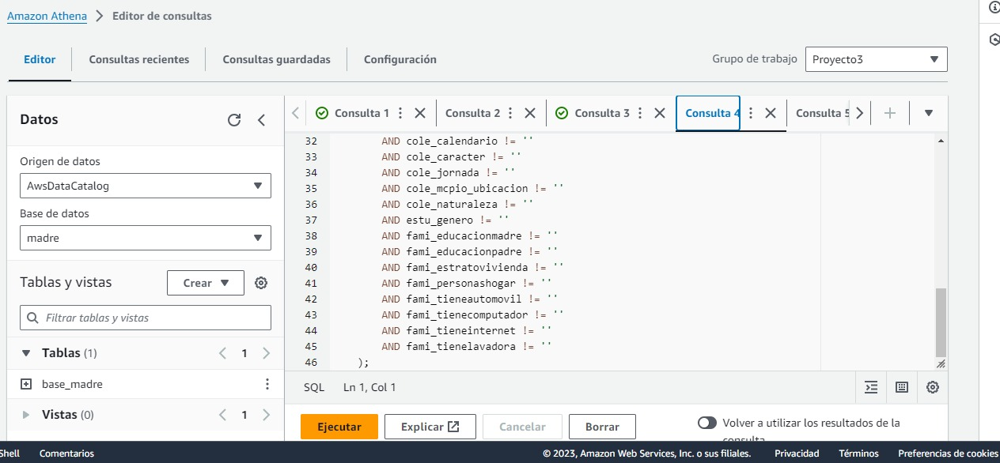 Amazon Athena > Editor de consultas
Editor Consultas recientes Consultas guardadas Configuración Grupo de trabajo Proyecto3
Datos
Origen de datos
AwsDataCatalog
Base de datos
madre
Tablas y vistas Crear
Filtrar tablas y vistas
Tablas (1) 1
base_madre
Vistas (0) 1
Consulta 1 Consulta 2 Consulta 3 Consulta 4 Consulta 5
32 AND cole_calendario != ''
33 AND cole_caracter != ''
34 AND cole_jornada != ''
35 AND cole_mcpio_ubicacion != ''
36 AND cole_naturaleza != ''
37 AND estu_genero != ''
38 AND fami_educacionmadre != ''
39 AND fami_educacionpadre != ''
40 AND fami_estratovivienda != ''
41 AND fami_personashogar != ''
42 AND fami_tieneautomovil != ''
43 AND fami_tienecomputador != ''
44 AND fami_tieneinternet != ''
45 AND fami_tienelavadora != ''
46 );
SQL Ln 1, Col 1
Ejecutar Explicar Cancelar Borrar Volver a utilizar los resultados de la
consulta
Shell Comentarios © 2023, Amazon Web Services, Inc. o sus filiales. Privacidad Términos Preferencias de cookies